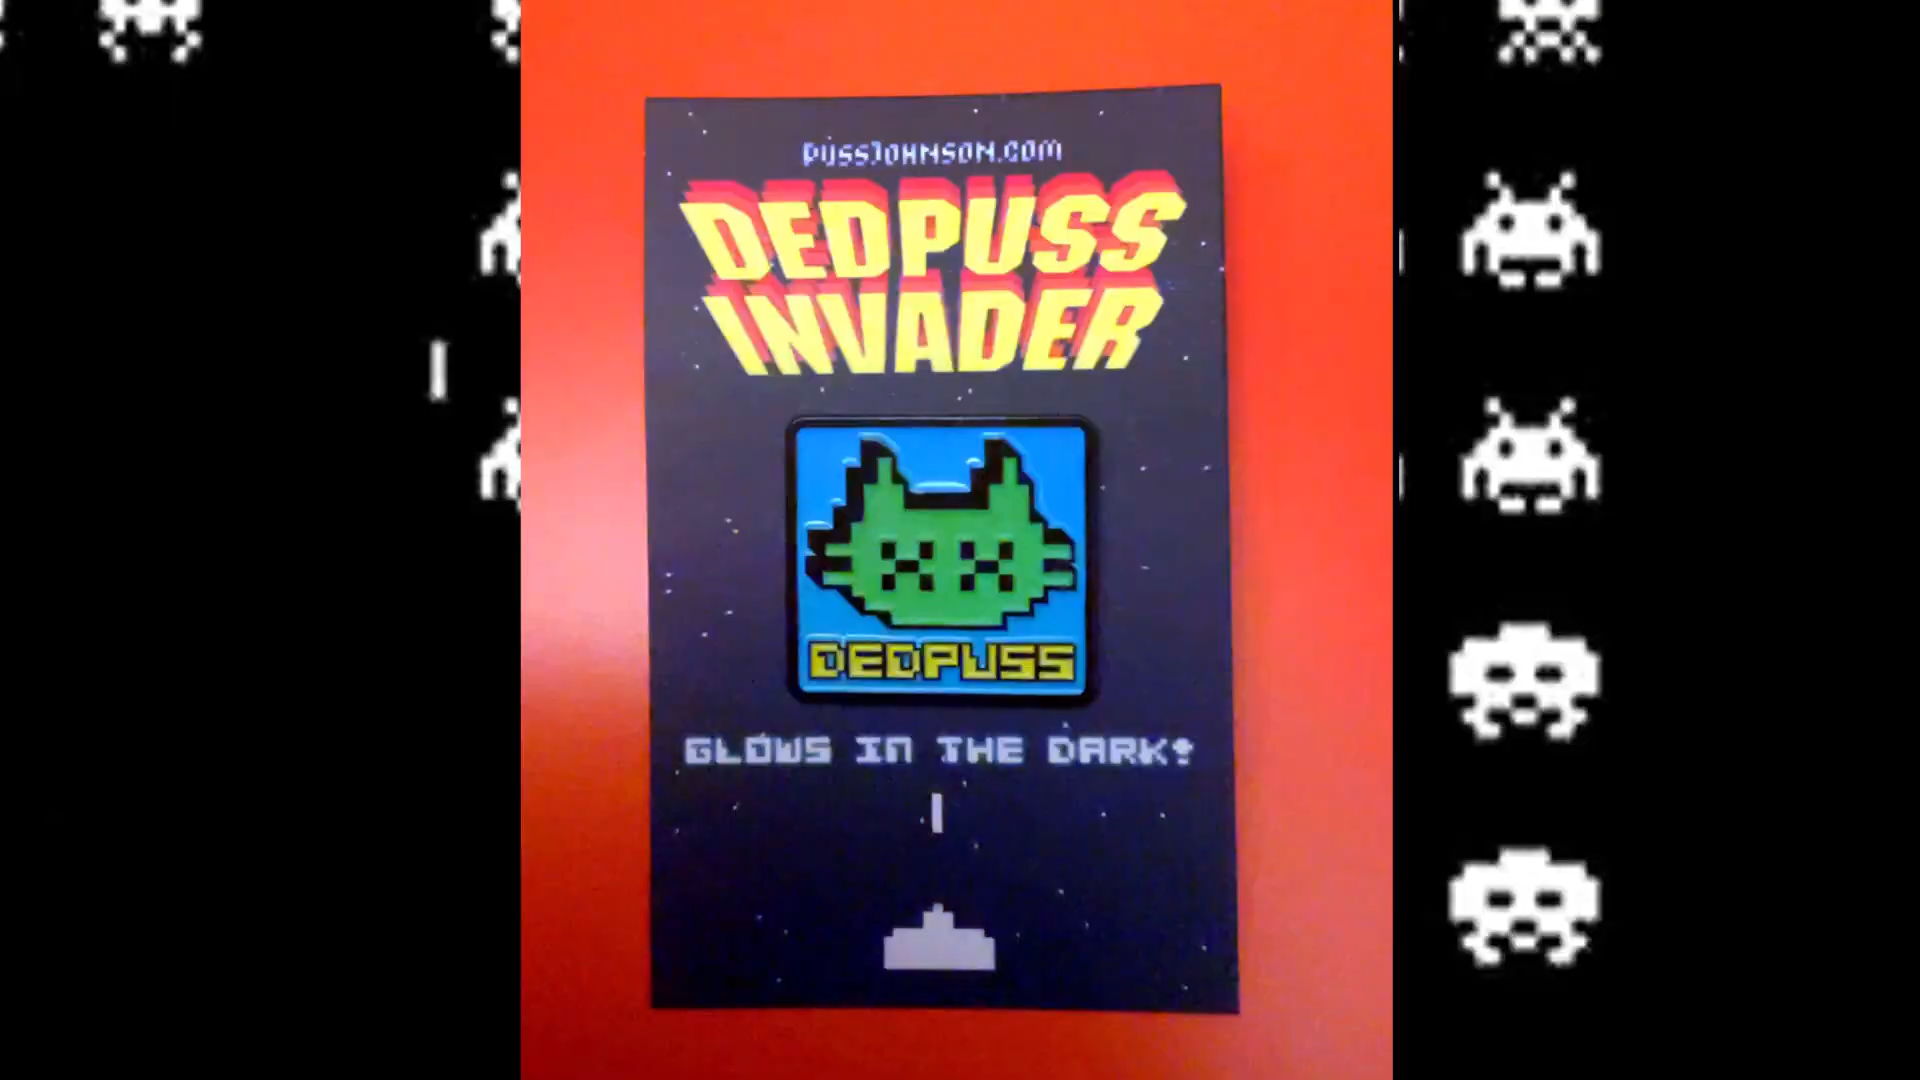 PUSSJOHNSON.COM
DEDPUSS
INVADER
DEDPUSS
GLOWS IN THE DARK!